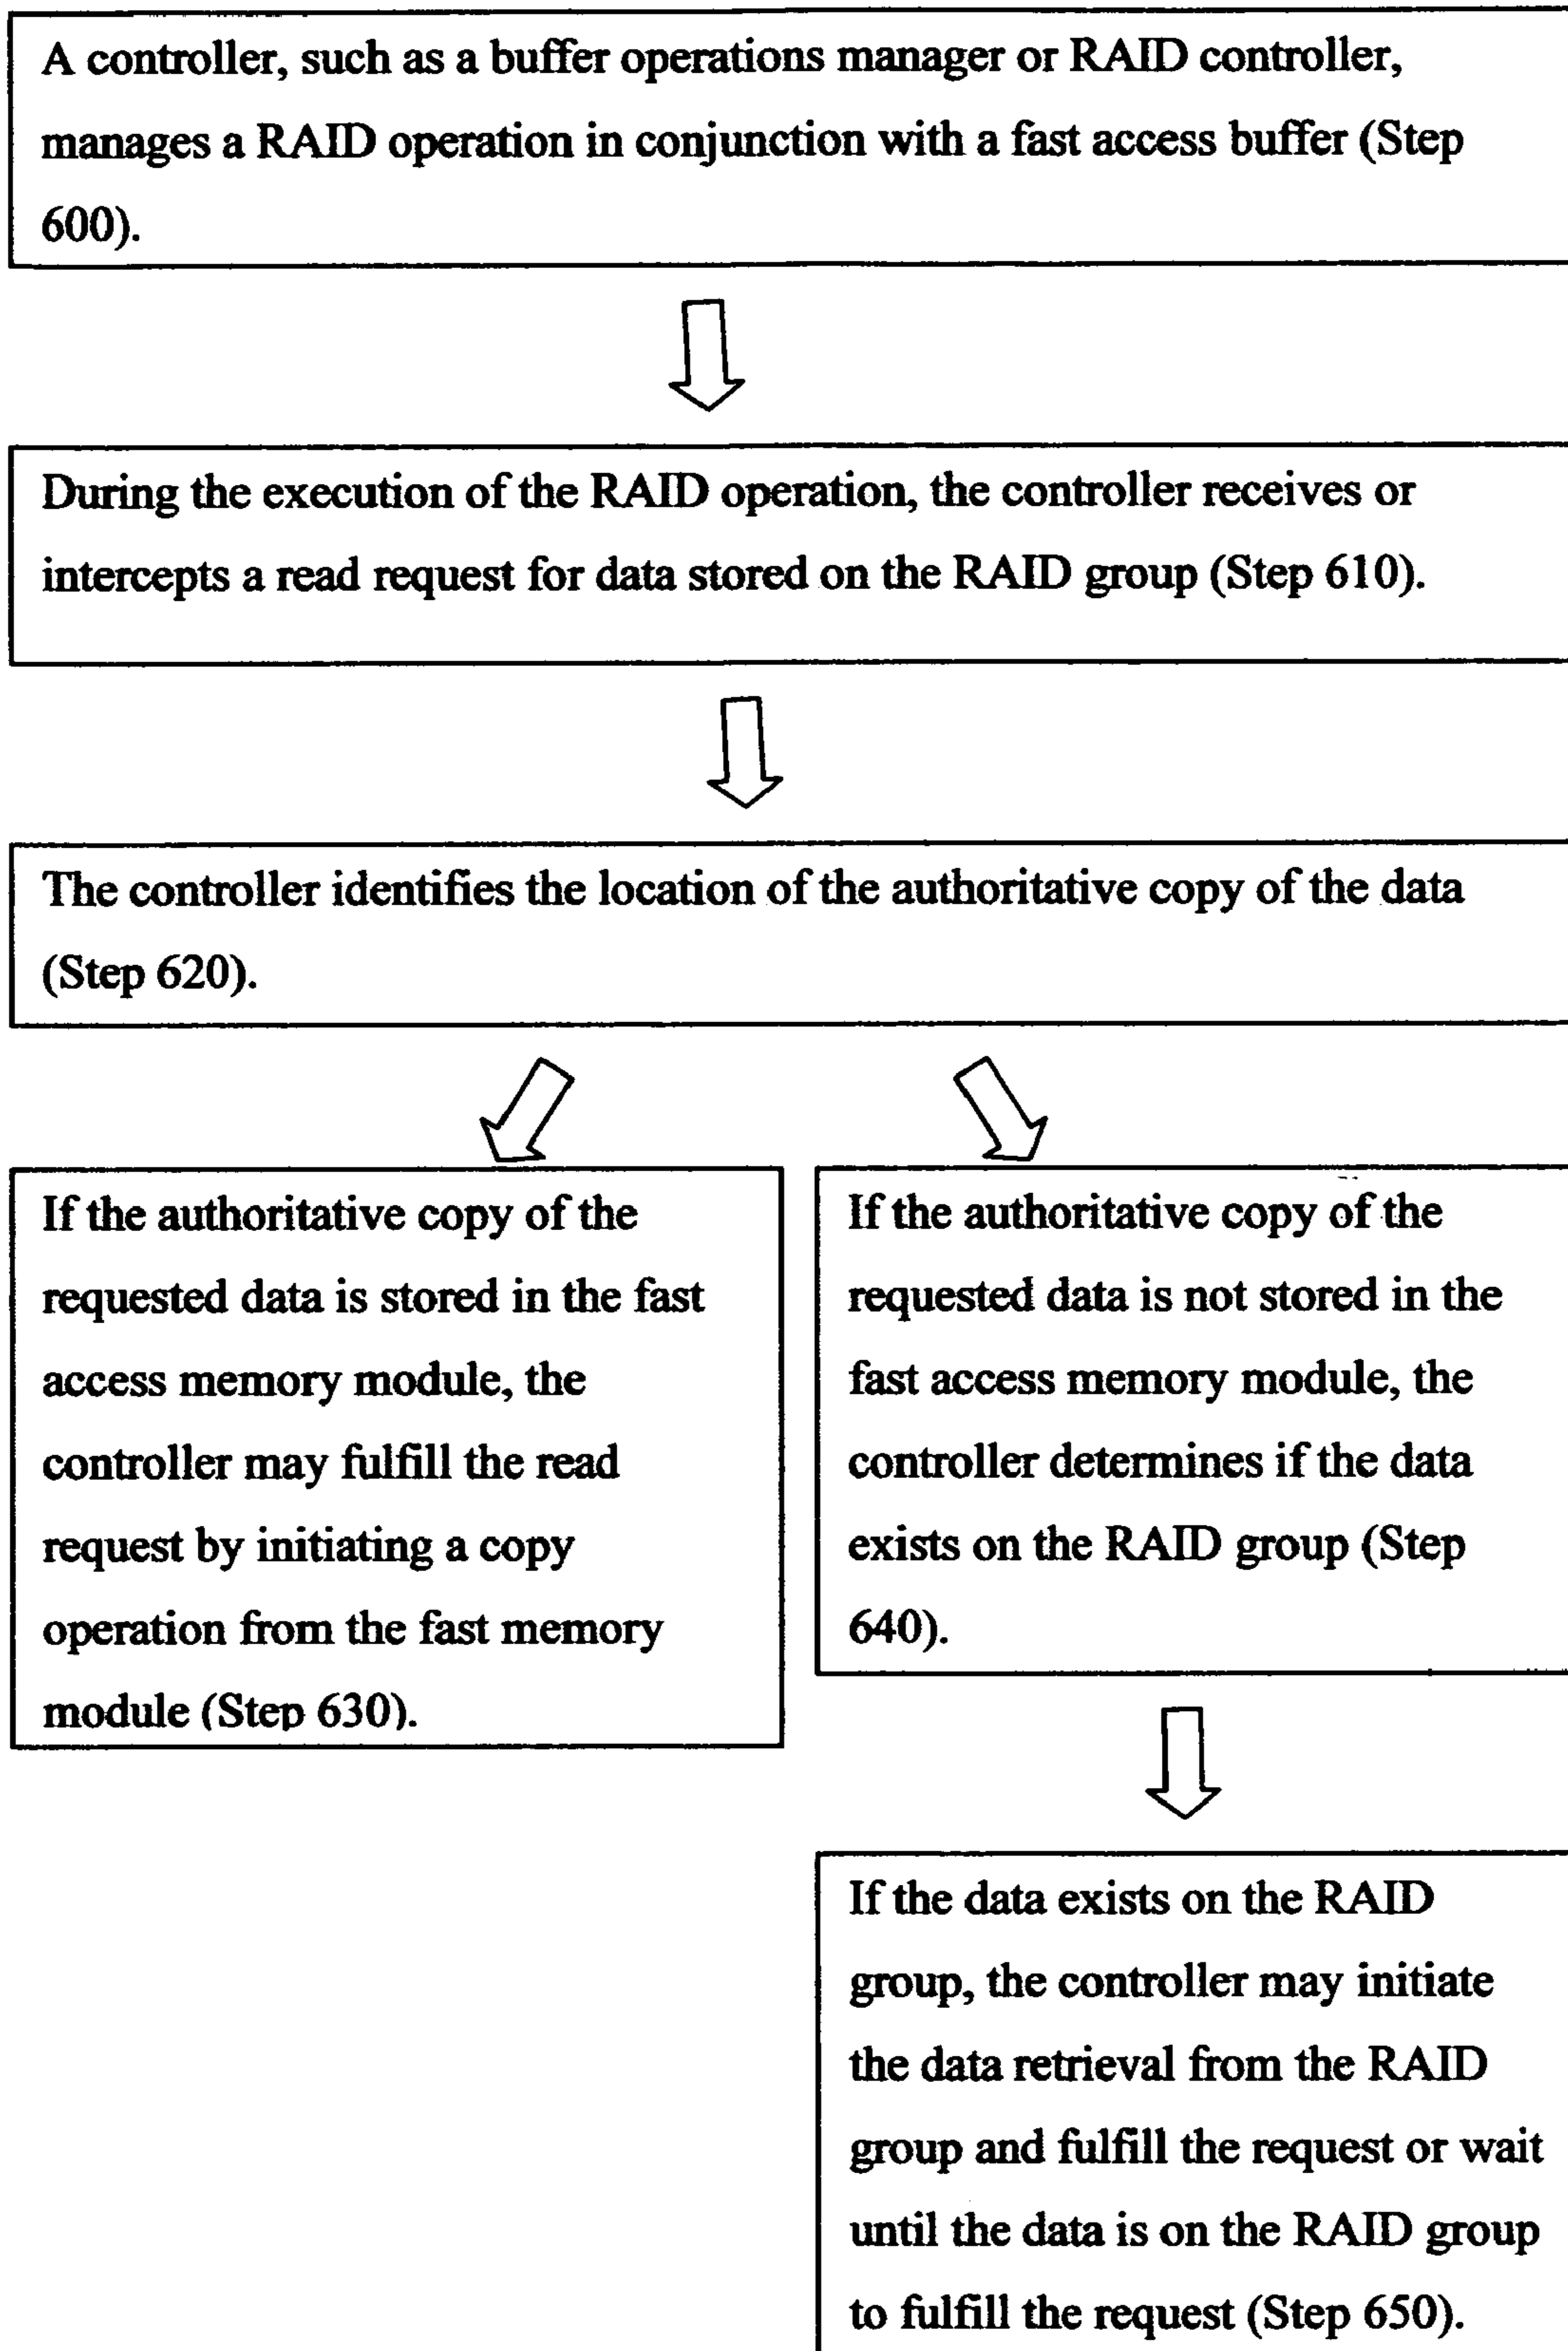 A controller, such as a buffer operations manager or RAID controller,
manages a RAID operation in conjunction with a fast access buffer (Step
600).
During the execution of the RAID operation, the controller receives or
intercepts a read request for data stored on the RAID group (Step 610).
The controller identifies the location of the authoritative copy of the data
(Step 620).
If the authoritative copy of the
requested data is stored in the fast
access memory module, the
controller may fulfill the read
request by initiating a copy
operation from the fast memory
module (Step 630).
If the authoritative copy of the
requested data is not stored in the
fast access memory module, the
controller determines if the data
exists on the RAID group (Step
640).
If the data exists on the RAID
group, the controller may initiate
the data retrieval from the RAID
group and fulfill the request or wait
until the data is on the RAID group
to fulfill the request (Step 650).